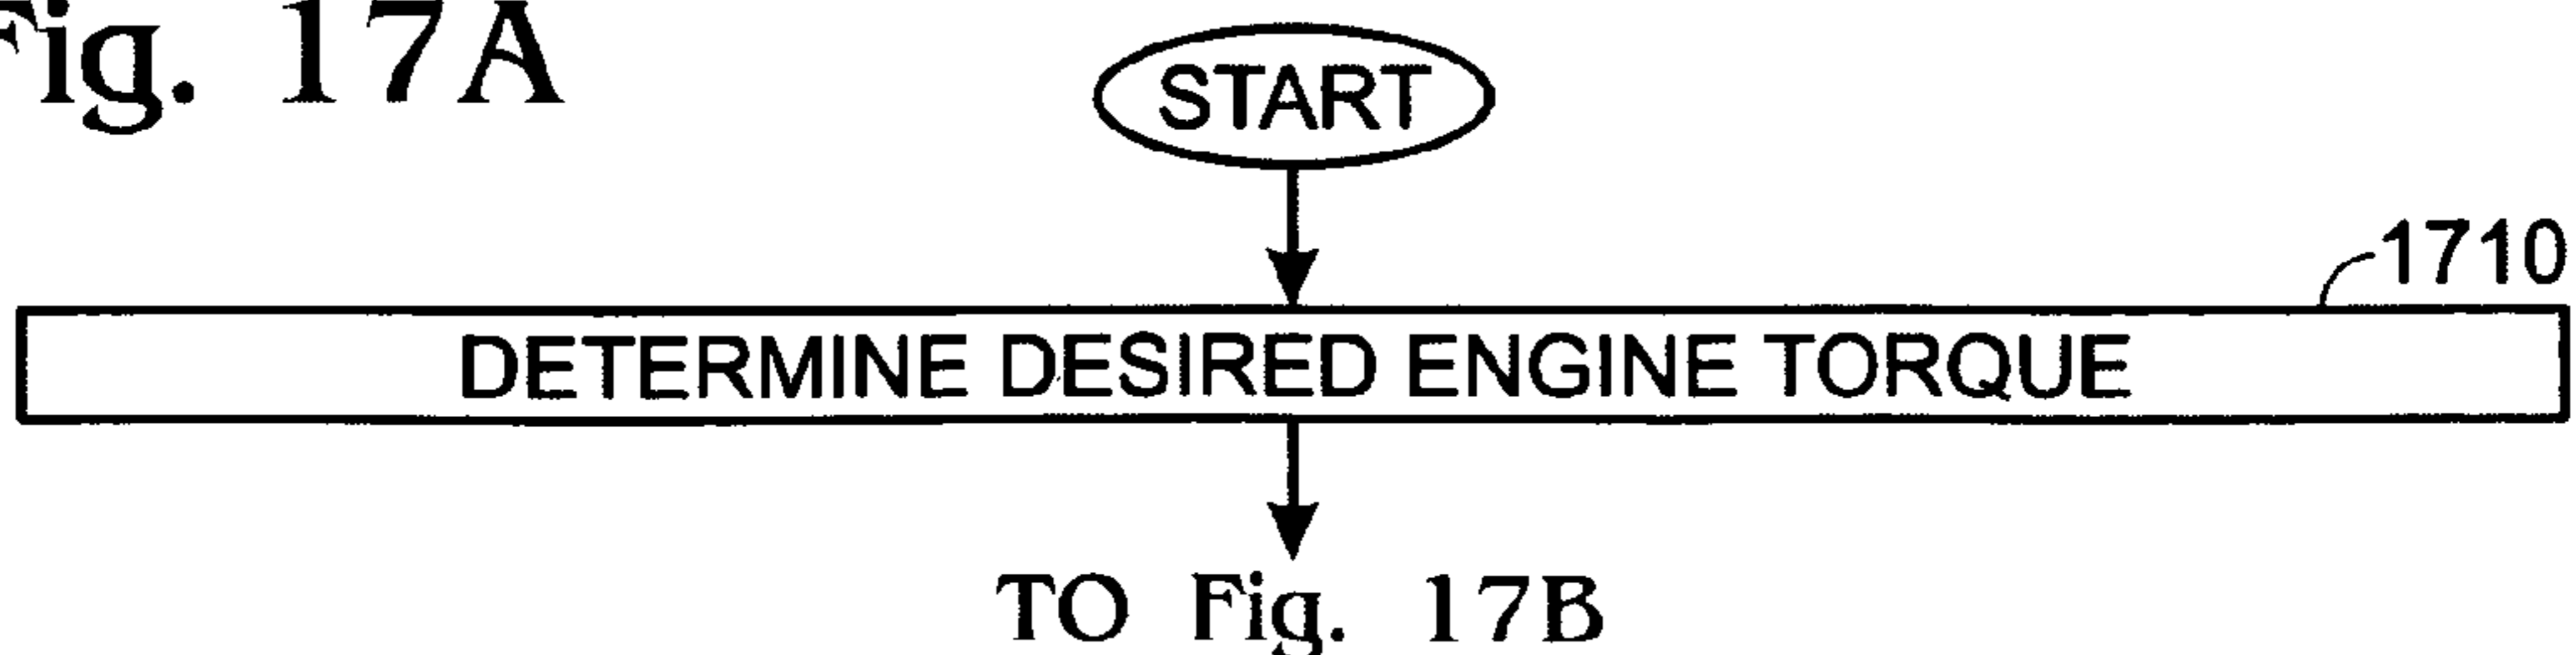 Fig. 17A
START
1710
DETERMINE DESIRED ENGINE TORQUE
TO Fig. 17B